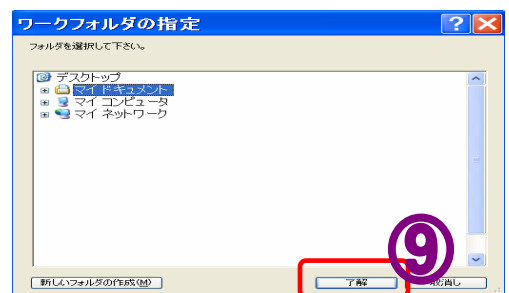 ワークフォルダの指定
フォルダを選択して下さい。
デスクトップ
マイ ドキュメント
マイ コンピュータ
マイ ネットワーク
⑨
新しいフォルダの作成(M)
了解
取消し